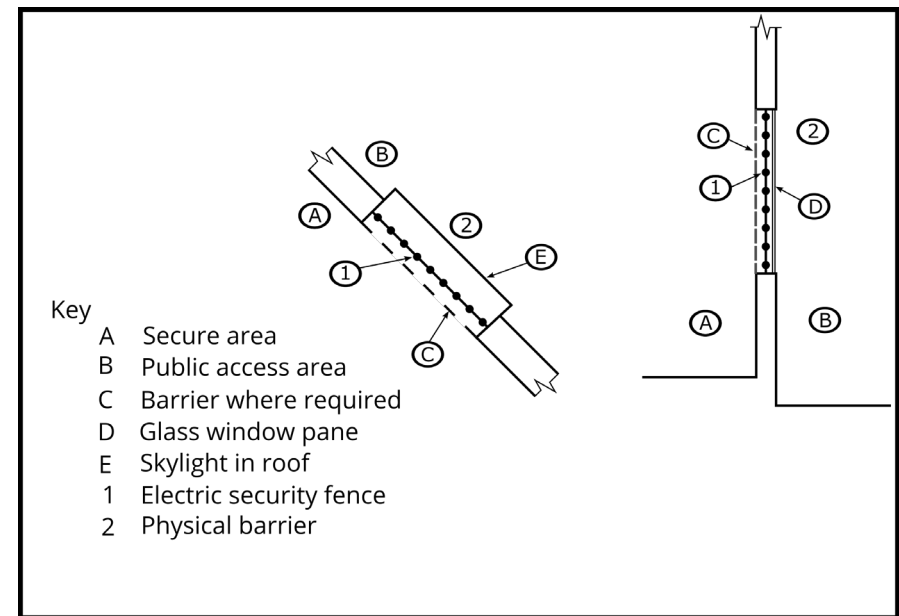 C
2
1
D
B
A
2
E
1
C
A
B
Key
A Secure area
B Public access area
C Barrier where required
D Glass window pane
E Skylight in roof
1 Electric security fence
2 Physical barrier